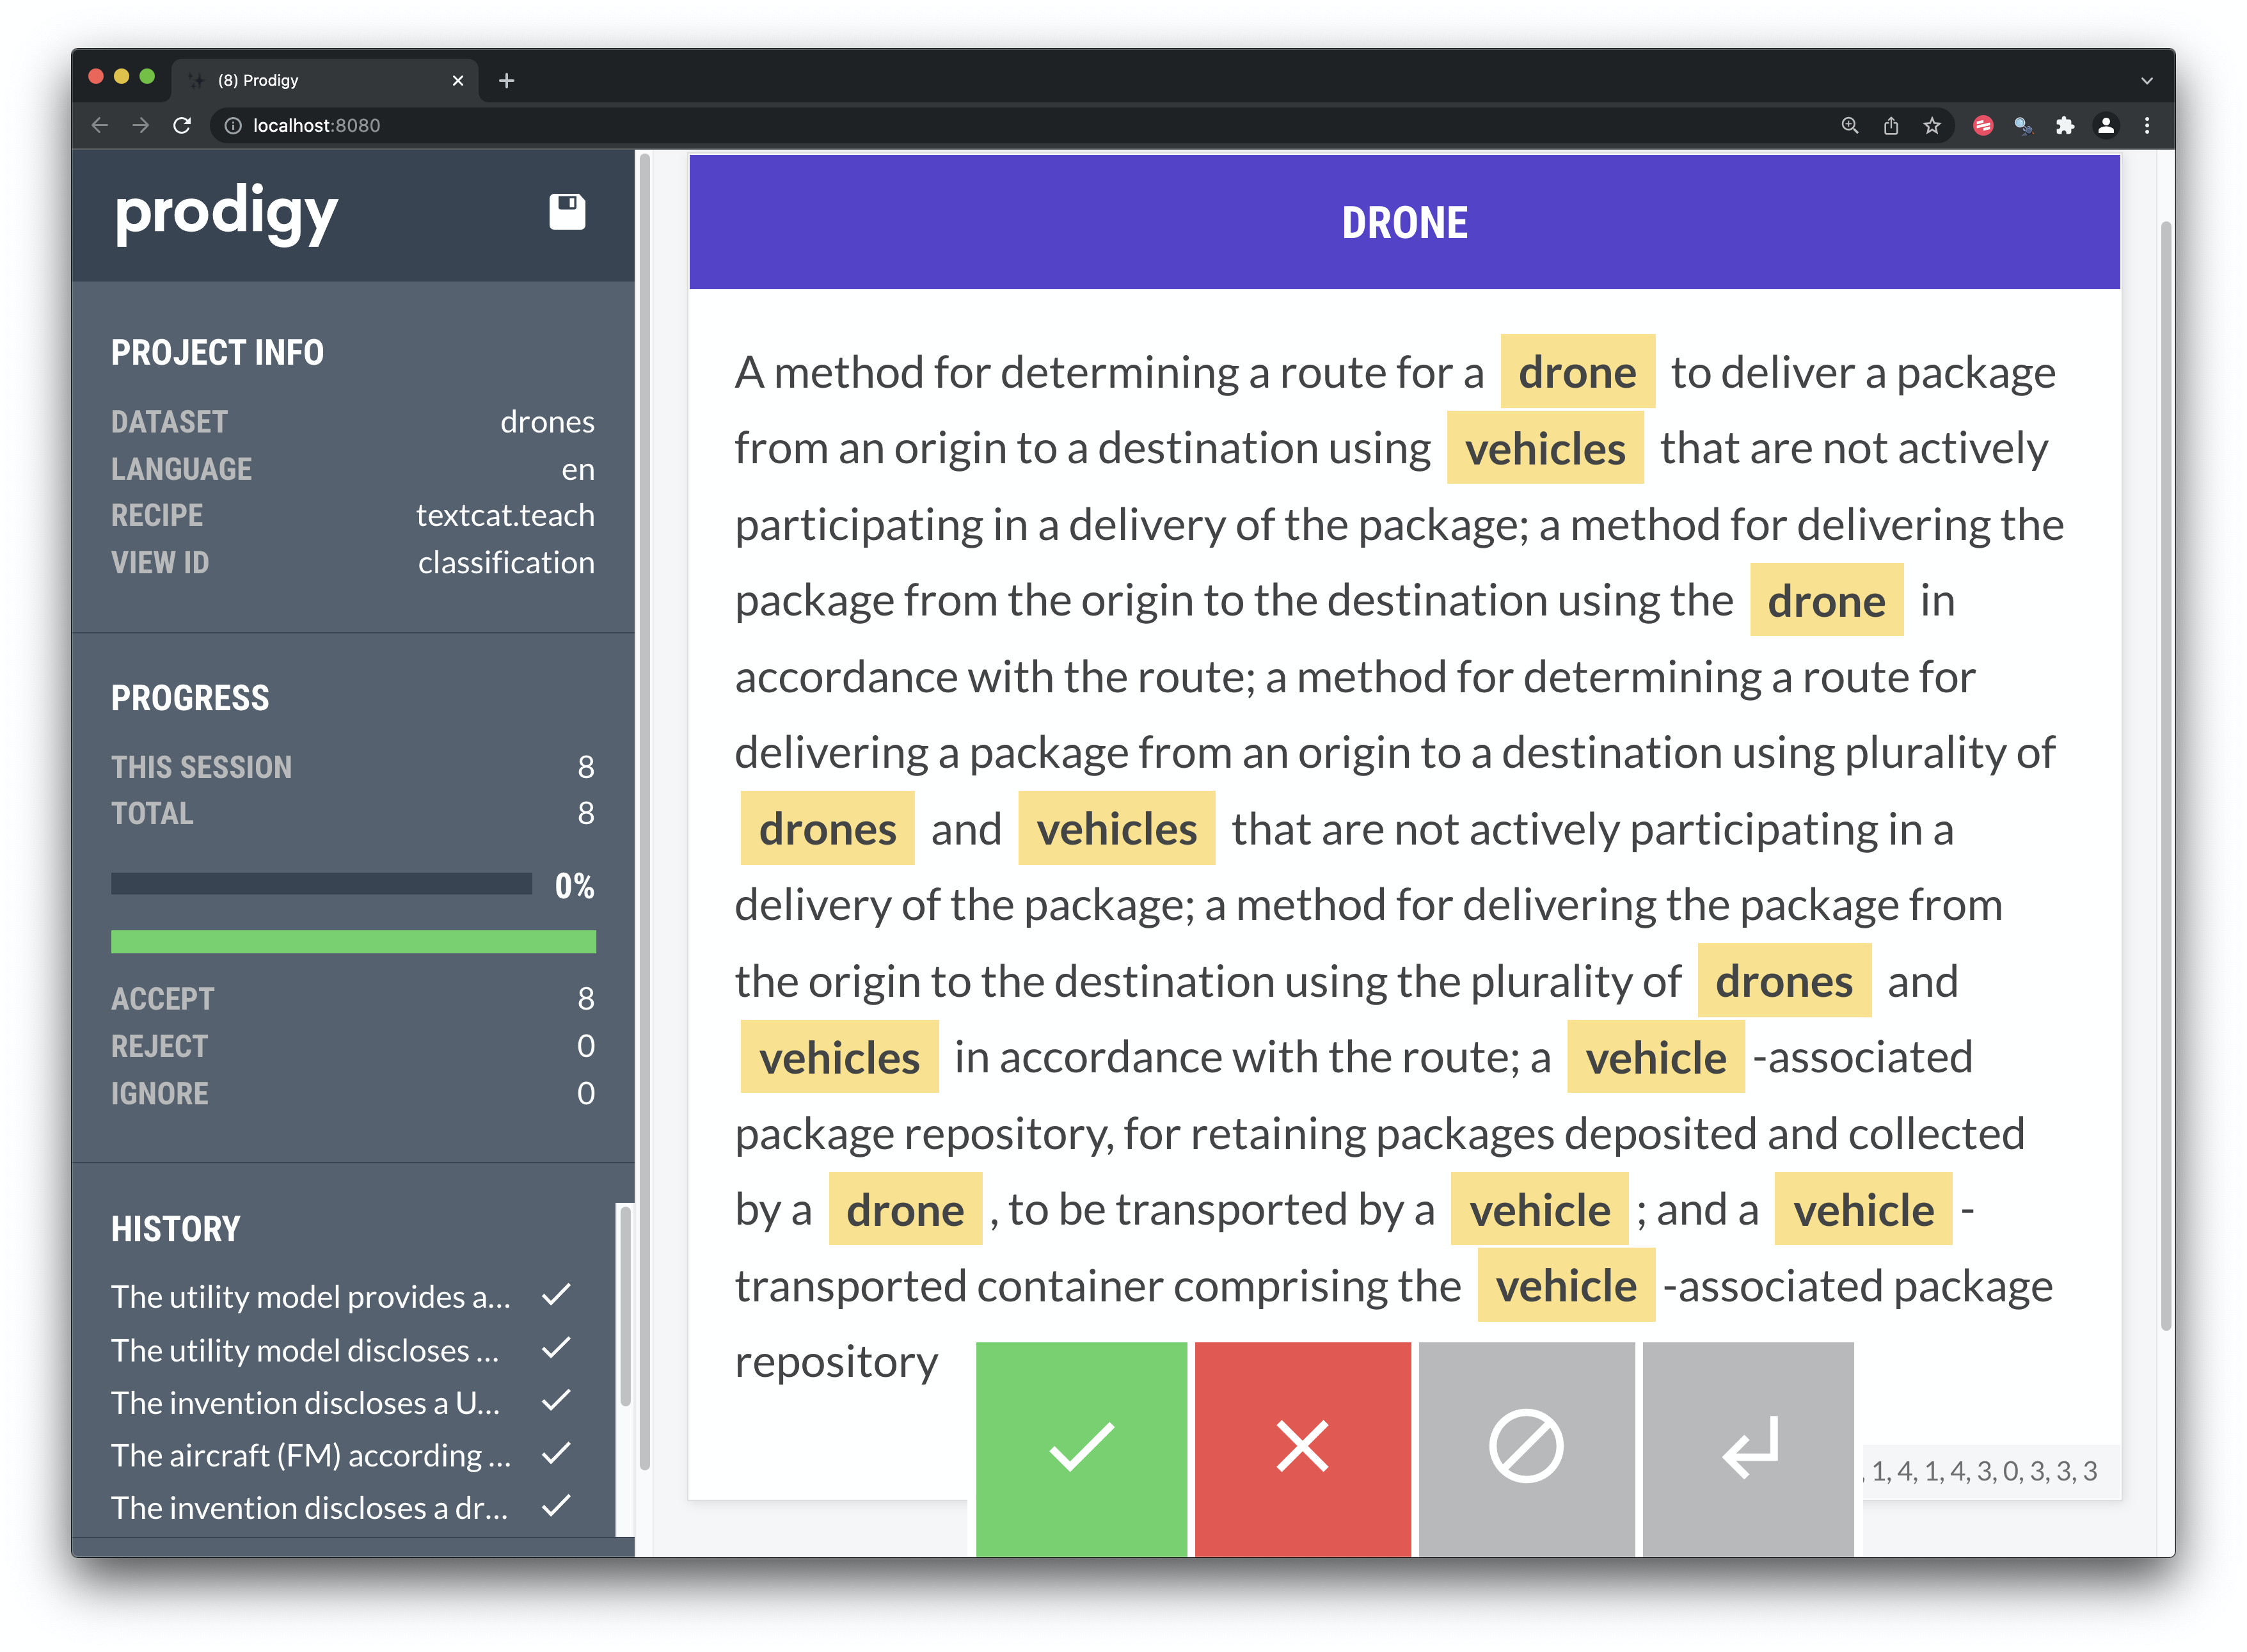 (8) Prodigy
localhost:8080
prodigy
PROJECT INFO
DATASET drones
LANGUAGE en
RECIPE textcat.teach
VIEW ID classification
PROGRESS
THIS SESSION 8
TOTAL 8
0%
ACCEPT 8
REJECT 0
IGNORE 0
HISTORY
The utility model provides a...
The utility model discloses ...
The invention discloses a U...
The aircraft (FM) according ...
The invention discloses a dr...
DRONE
A method for determining a route for a drone to deliver a package
from an origin to a destination using vehicles that are not actively
participating in a delivery of the package; a method for delivering the
package from the origin to the destination using the drone in
accordance with the route; a method for determining a route for
delivering a package from an origin to a destination using plurality of
drones and vehicles that are not actively participating in a
delivery of the package; a method for delivering the package from
the origin to the destination using the plurality of drones and
vehicles in accordance with the route; a vehicle -associated
package repository, for retaining packages deposited and collected
by a drone , to be transported by a vehicle ; and a vehicle -
transported container comprising the vehicle -associated package
repository
, 1, 4, 1, 4, 3, 0, 3, 3, 3